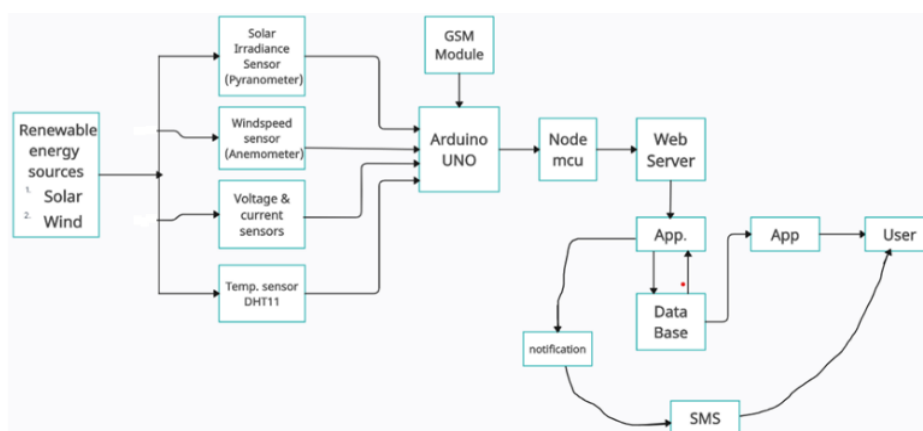 Renewable
energy
sources
1. Solar
2. Wind
Solar
Irradiance
Sensor
(Pyranometer)
Windspeed
sensor
(Anemometer)
Voltage &
current
sensors
Temp. sensor
DHT11
GSM
Module
Arduino
UNO
Node
mcu
Web
Server
App.
Data
Base
App
User
notification
SMS